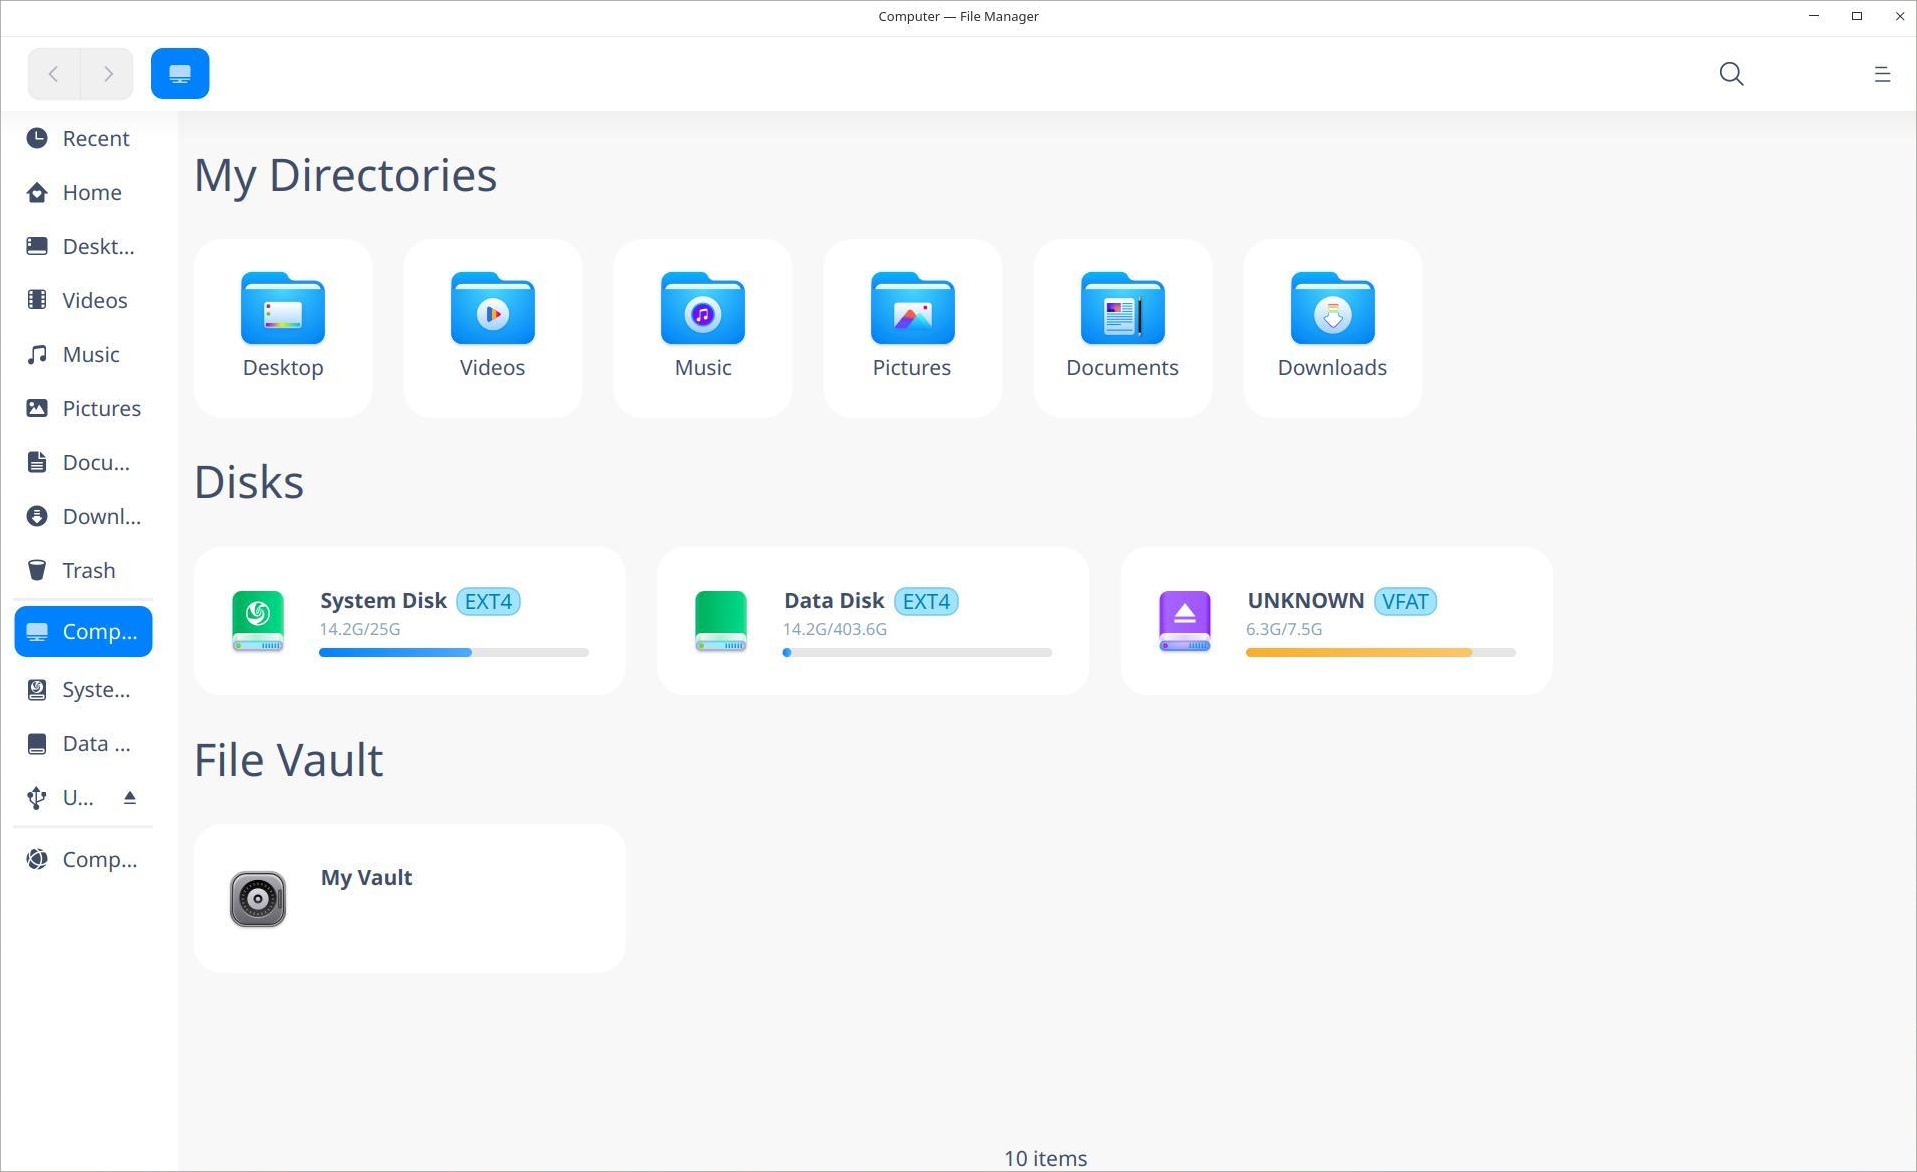 Computer — File Manager
Recent
Home
Deskt...
Videos
Music
Pictures
Docu...
Downl...
Trash
Comp...
Syste...
Data ...
U...
Comp...
My Directories
Desktop
Videos
Music
Pictures
Documents
Downloads
Disks
System Disk EXT4
14.2G/25G
Data Disk EXT4
14.2G/403.6G
UNKNOWN VFAT
6.3G/7.5G
File Vault
My Vault
10 items